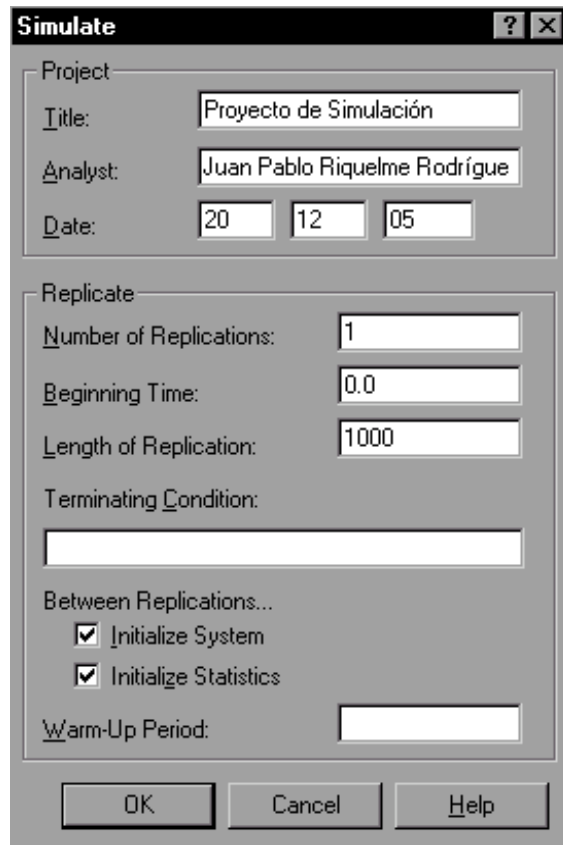 Simulate
Project
Title: Proyecto de Simulación
Analyst: Juan Pablo Riquelme Rodrígue
Date: 20 12 05
Replicate
Number of Replications: 1
Beginning Time: 0.0
Length of Replication: 1000
Terminating Condition:
Between Replications...
Initialize System
Initialize Statistics
Warm-Up Period:
OK Cancel Help